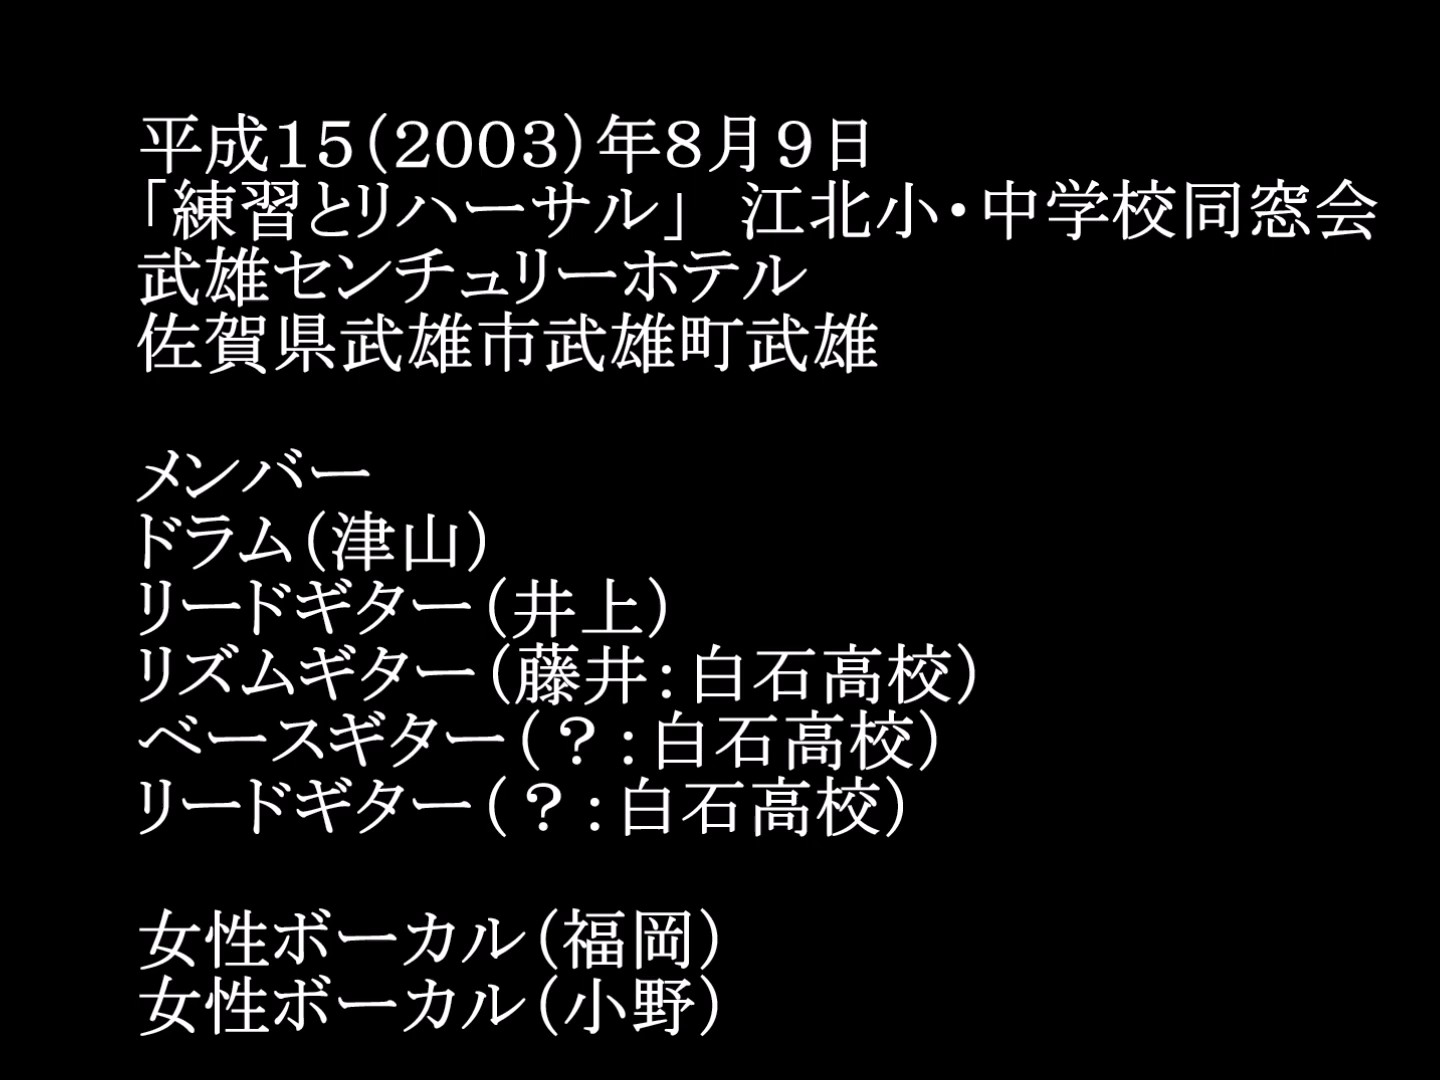 平成１５（２００３）年８月９日
「練習とリハーサル」　江北小・中学校同窓会
武雄センチュリーホテル
佐賀県武雄市武雄町武雄
メンバー
ドラム（津山）
リードギター（井上）
リズムギター（藤井：白石高校）
ベースギター（？：白石高校）
リードギター（？：白石高校）
女性ボーカル（福岡）
女性ボーカル（小野）